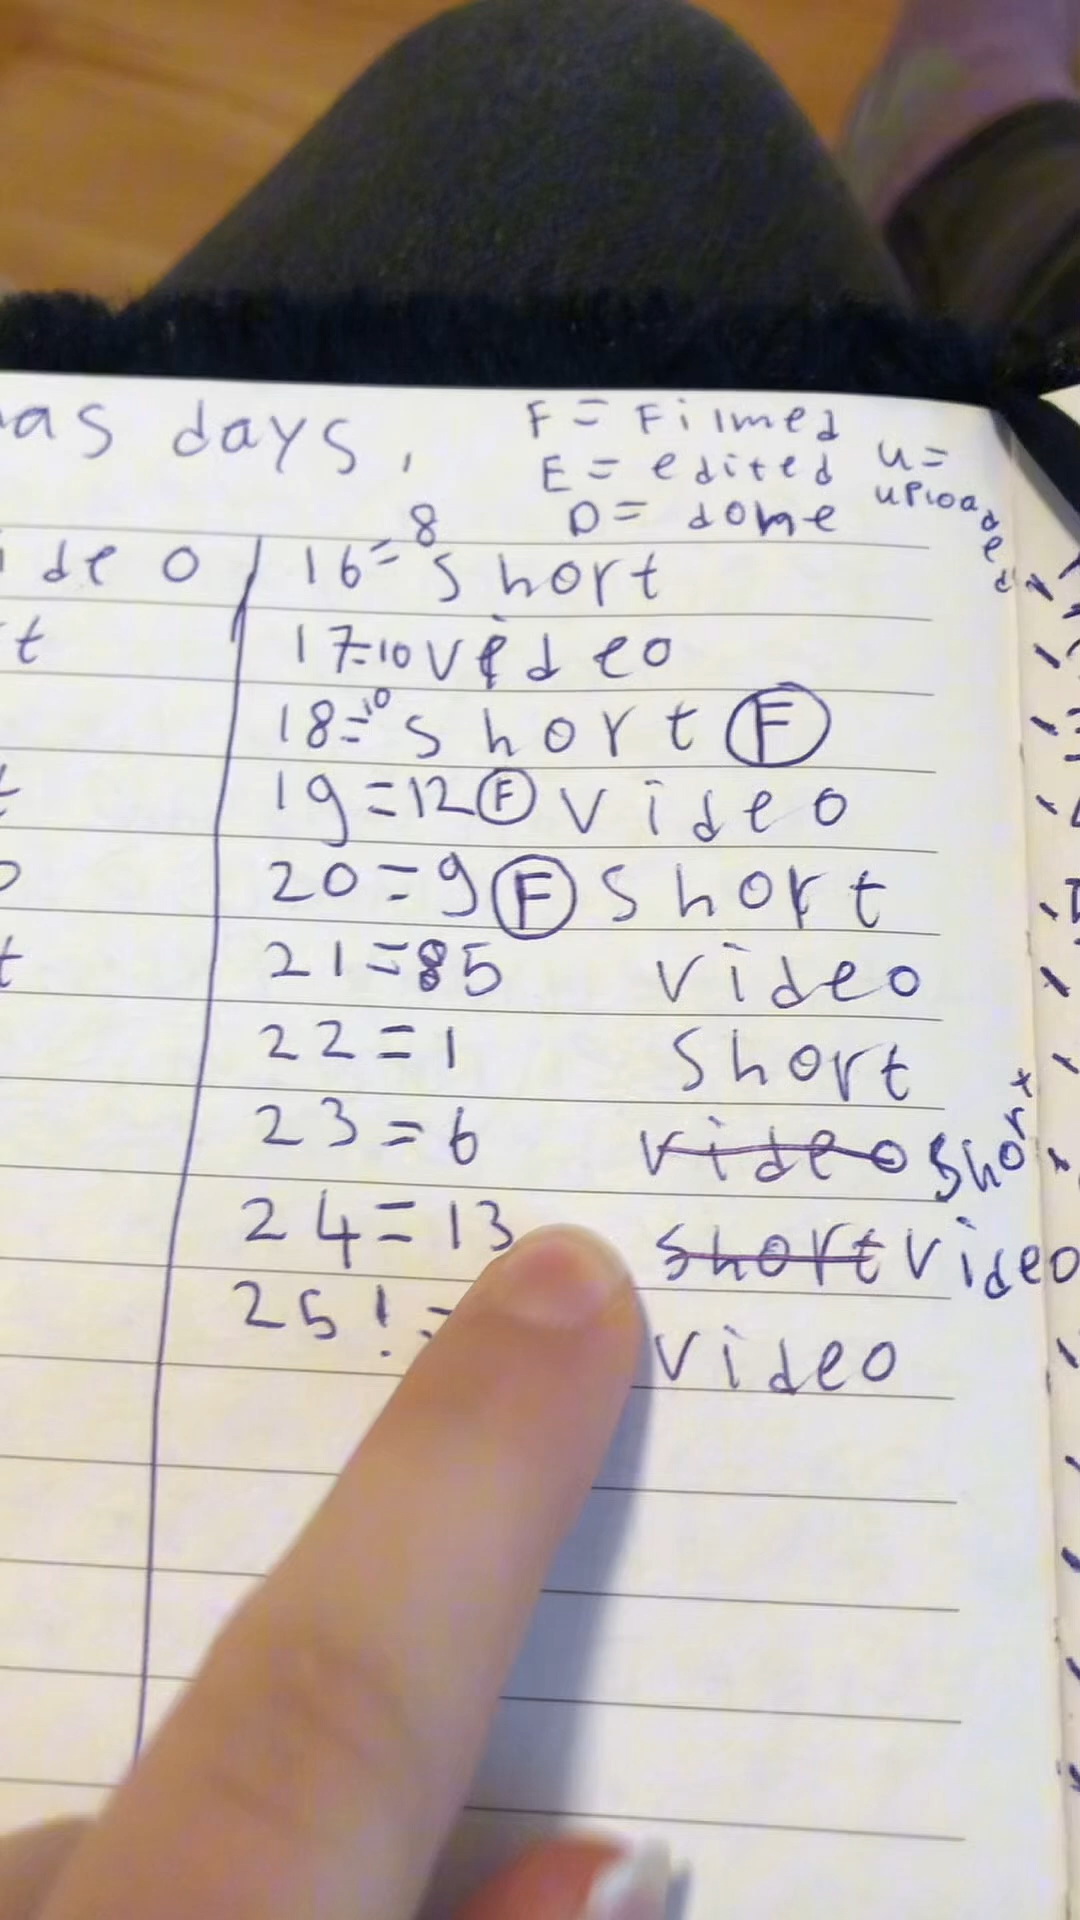 as days,
F = Filmed
E = edited
D = done
u = uploaded
ideo
16=8 short
t
17=10 video
18=10 short F
19=12 F video
20=9 F short
21=5 video
22=1 short
23=6 video short
24=13 short video
25! = video